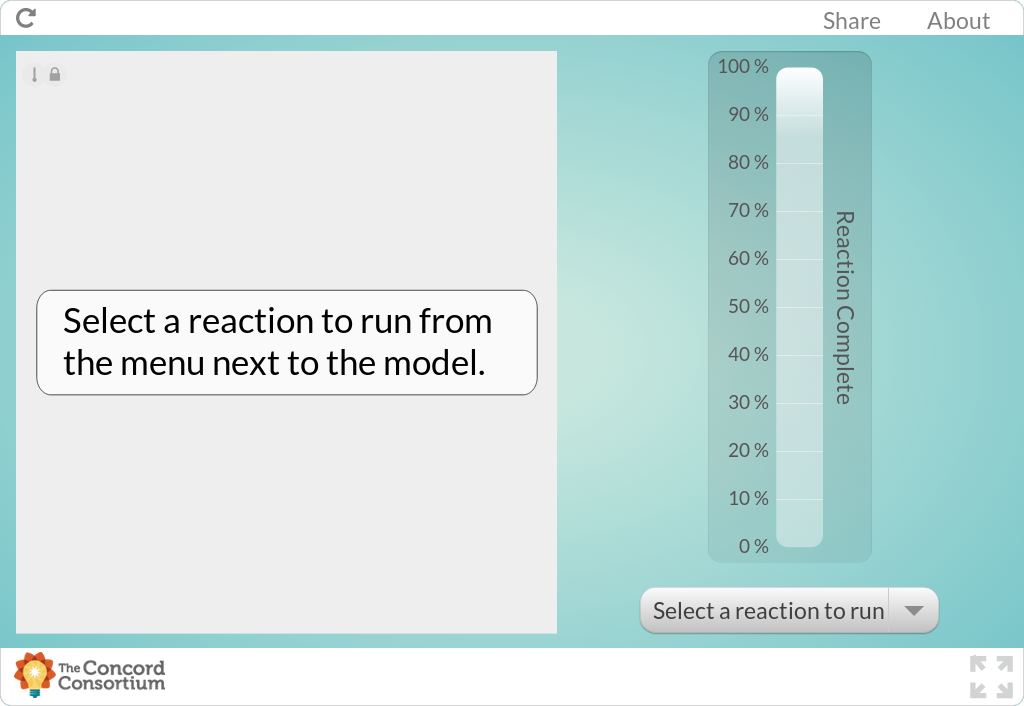 Share About
100 %
90 %
80 %
70 %
60 %
50 %
40 %
30 %
20 %
10 %
0 %
Reaction Complete
Select a reaction to run from
the menu next to the model.
Select a reaction to run
The Concord
Consortium